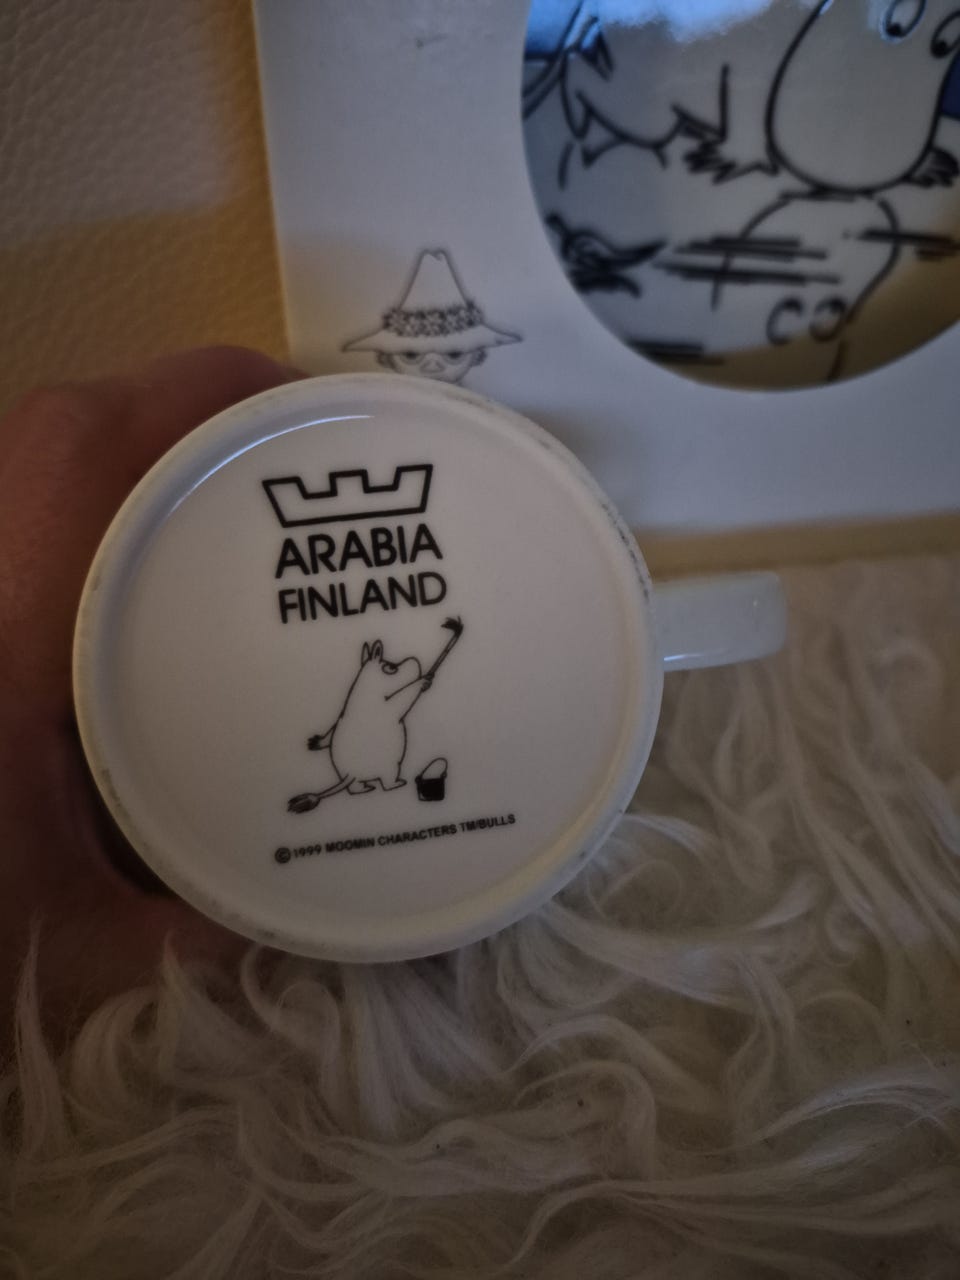 ARABIA
FINLAND
©1999 MOOMIN CHARACTERS TM/BULLS